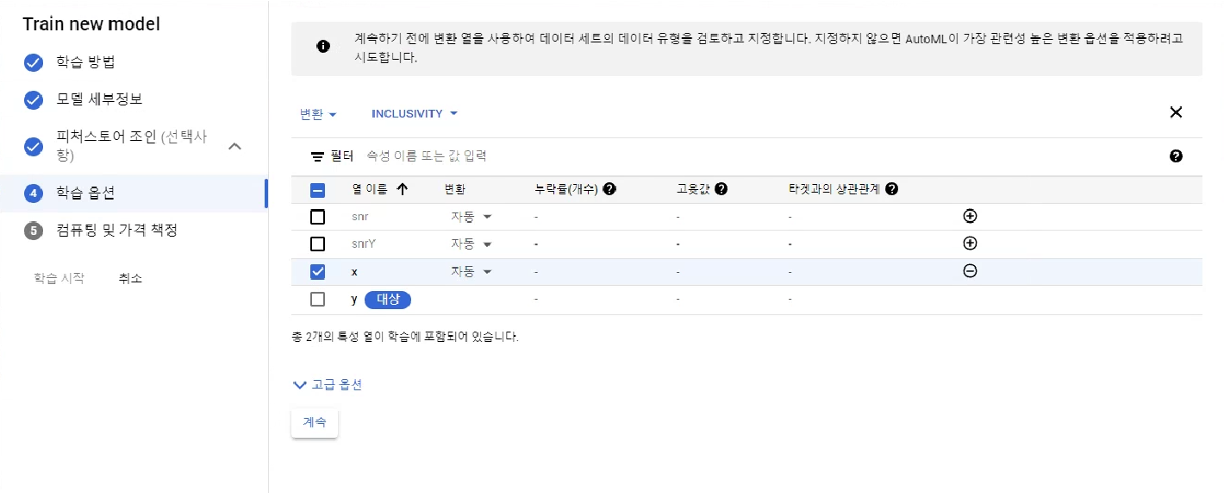 Train new model
학습 방법
모델 세부정보
피처스토어 조인 (선택사
항)
4 학습 옵션
5 컴퓨팅 및 가격 책정
학습 시작 취소
계속하기 전에 변환 열을 사용하여 데이터 세트의 데이터 유형을 검토하고 지정합니다. 지정하지 않으면 AutoML이 가장 관련성 높은 변환 옵션을 적용하려고
시도합니다.
변환 INCLUSIVITY
필터 속성 이름 또는 값 입력
열 이름 변환 누락률(개수) 고윳값 타겟과의 상관관계
snr 자동 - - -
snrY 자동 - - -
x 자동 - - -
y 대상 - - -
총 2개의 특성 열이 학습에 포함되어 있습니다.
고급 옵션
계속